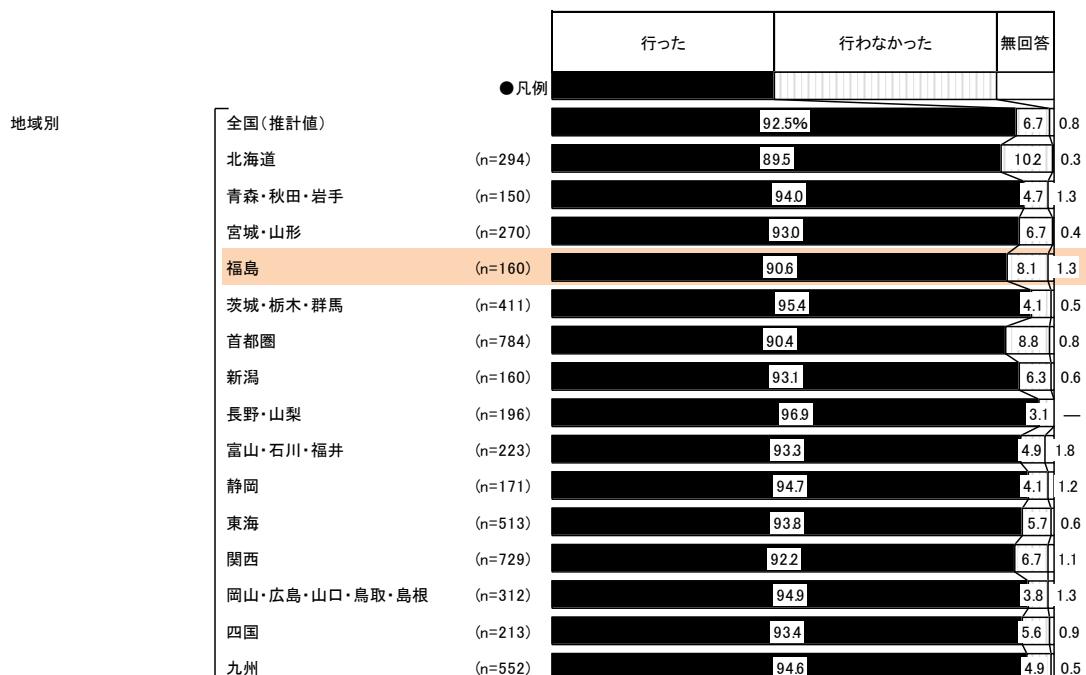 行った 行わなかった 無回答
●凡例
地域別 全国(推計値) 92.5% 6.7 0.8
北海道 (n=294) 89.5 10.2 0.3
青森・秋田・岩手 (n=150) 94.0 4.7 1.3
宮城・山形 (n=270) 93.0 6.7 0.4
福島 (n=160) 90.6 8.1 1.3
茨城・栃木・群馬 (n=411) 95.4 4.1 0.5
首都圏 (n=784) 90.4 8.8 0.8
新潟 (n=160) 93.1 6.3 0.6
長野・山梨 (n=196) 96.9 3.1 ―
富山・石川・福井 (n=223) 93.3 4.9 1.8
静岡 (n=171) 94.7 4.1 1.2
東海 (n=513) 93.8 5.7 0.6
関西 (n=729) 92.2 6.7 1.1
岡山・広島・山口・鳥取・島根 (n=312) 94.9 3.8 1.3
四国 (n=213) 93.4 5.6 0.9
九州 (n=552) 94.6 4.9 0.5